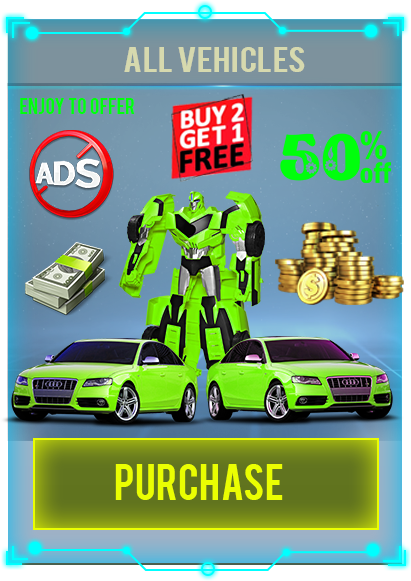 ALL VEHICLES
ENJOY TO OFFER
BUY 2
GET 1
FREE
50%
off
ADS
$
PURCHASE